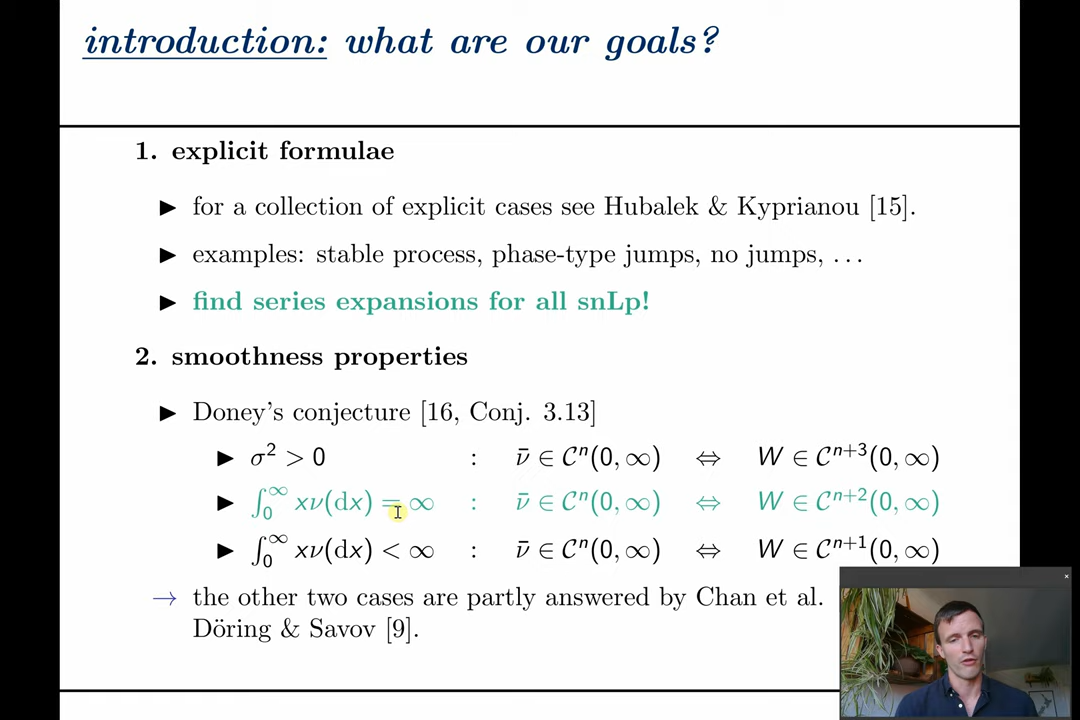 introduction: what are our goals?
1. explicit formulae
▶ for a collection of explicit cases see Hubalek & Kyprianou [15].
▶ examples: stable process, phase-type jumps, no jumps, ...
▶ find series expansions for all snLp!
2. smoothness properties
▶ Doney's conjecture [16, Conj. 3.13]
▶ σ² > 0 : ν̄ ∈ 𝒞ⁿ(0, ∞) ⇔ W ∈ 𝒞ⁿ⁺³(0, ∞)
▶ ∫₀^∞ xν(dx) = ∞ : ν̄ ∈ 𝒞ⁿ(0, ∞) ⇔ W ∈ 𝒞ⁿ⁺²(0, ∞)
▶ ∫₀^∞ xν(dx) < ∞ : ν̄ ∈ 𝒞ⁿ(0, ∞) ⇔ W ∈ 𝒞ⁿ⁺¹(0, ∞)
→ the other two cases are partly answered by Chan et al.
Döring & Savov [9].